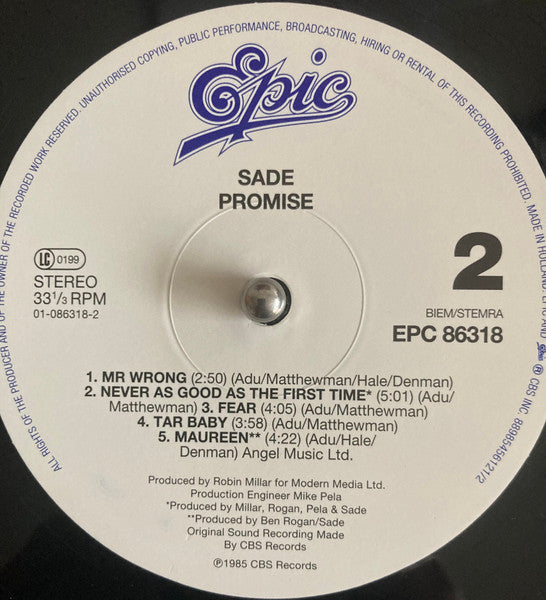 ALL RIGHTS OF THE PRODUCER AND OF THE OWNER OF THE RECORDED WORK RESERVED. UNAUTHORISED COPYING, PUBLIC PERFORMANCE, BROADCASTING, HIRING OR RENTAL OF THIS RECORDING PROHIBITED. MADE IN HOLLAND. EPIC AND
℗ CBS INC. 88985456121/2
Epic
SADE
PROMISE
LC 0199
STEREO
33⅓ RPM
01-086318-2
2
BIEM/STEMRA
EPC 86318
1. MR WRONG (2:50) (Adu/Matthewman/Hale/Denman)
2. NEVER AS GOOD AS THE FIRST TIME* (5:01) (Adu/
Matthewman) 3. FEAR (4:05) (Adu/Matthewman)
4. TAR BABY (3:58) (Adu/Matthewman)
5. MAUREEN** (4:22) (Adu/Hale/
Denman) Angel Music Ltd.
Produced by Robin Millar for Modern Media Ltd.
Production Engineer Mike Pela
*Produced by Millar, Rogan, Pela & Sade
**Produced by Ben Rogan/Sade
Original Sound Recording Made
By CBS Records
℗1985 CBS Records